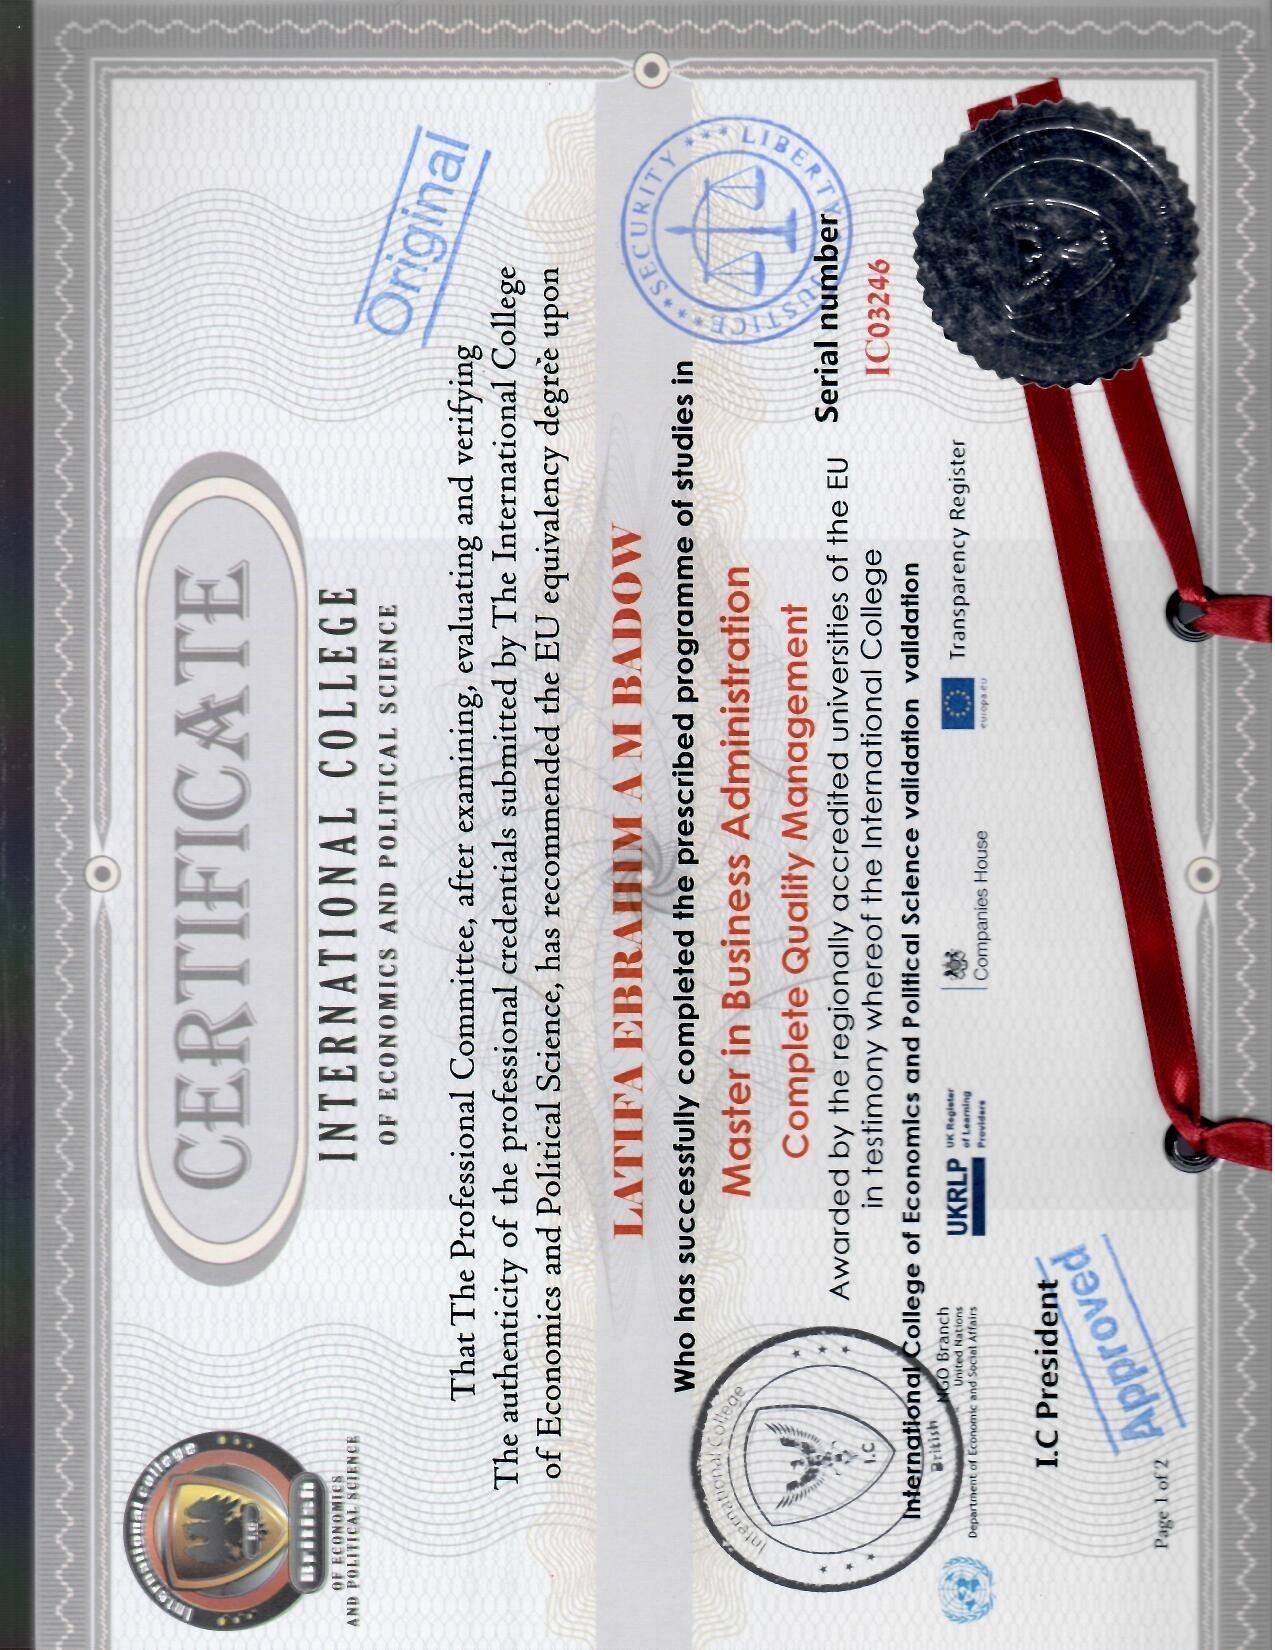 International college
I.C.
British
OF ECONOMICS
AND POLITICAL SCIENCE
CERTIFICATE
INTERNATIONAL COLLEGE
OF ECONOMICS AND POLITICAL SCIENCE
Original
That The Professional Committee, after examining, evaluating and verifying
The authenticity of the professional credentials submitted by The International College
of Economics and Political Science, has recommended the EU equivalency degree upon
LATIFA EBRAHIM A M BADOW
Who has successfully completed the prescribed programme of studies in
Master in Business Administration
Complete Quality Management
Awarded by the regionally accredited universities of the EU
in testimony whereof the International College
International College of Economics and Political Science validation validation
SECURITY
LIBERTY
JUSTICE
Serial number
IC03246
International College
I.C
British
NGO Branch
United Nations
Department of Economic and Social Affairs
UKRLP
UK Register
of Learning
Providers
Companies House
europa.eu
Transparency Register
I.C President
Approved
Page 1 of 2